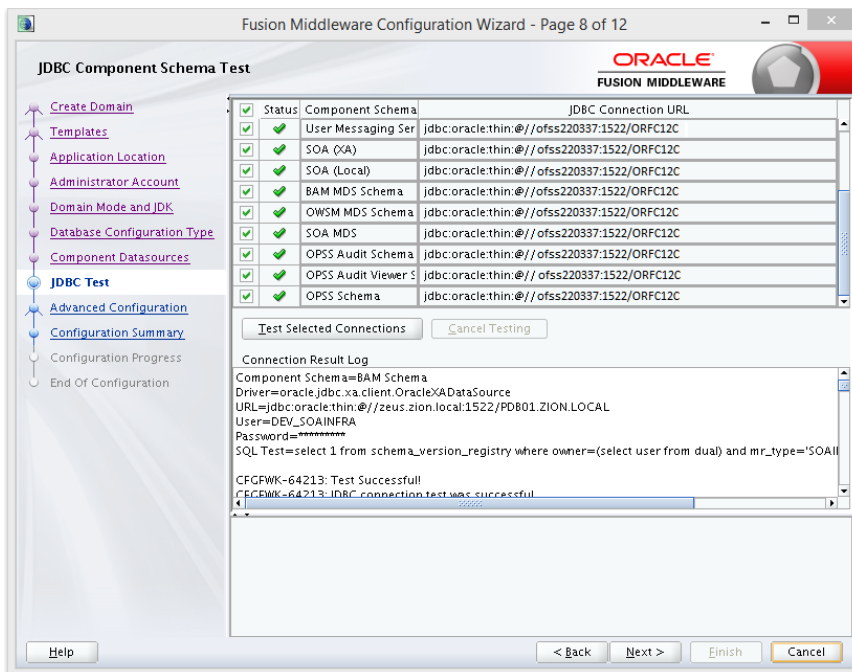 Fusion Middleware Configuration Wizard - Page 8 of 12
JDBC Component Schema Test
ORACLE
FUSION MIDDLEWARE
Create Domain
Templates
Application Location
Administrator Account
Domain Mode and JDK
Database Configuration Type
Component Datasources
JDBC Test
Advanced Configuration
Configuration Summary
Configuration Progress
End Of Configuration
Status Component Schema JDBC Connection URL
User Messaging Ser jdbc:oracle:thin:@//ofss220337:1522/ORFC12C
SOA (XA) jdbc:oracle:thin:@//ofss220337:1522/ORFC12C
SOA (Local) jdbc:oracle:thin:@//ofss220337:1522/ORFC12C
BAM MDS Schema jdbc:oracle:thin:@//ofss220337:1522/ORFC12C
OWSM MDS Schema jdbc:oracle:thin:@//ofss220337:1522/ORFC12C
SOA MDS jdbc:oracle:thin:@//ofss220337:1522/ORFC12C
OPSS Audit Schema jdbc:oracle:thin:@//ofss220337:1522/ORFC12C
OPSS Audit Viewer S jdbc:oracle:thin:@//ofss220337:1522/ORFC12C
OPSS Schema jdbc:oracle:thin:@//ofss220337:1522/ORFC12C
Test Selected Connections Cancel Testing
Connection Result Log
Component Schema=BAM Schema
Driver=oracle.jdbc.xa.client.OracleXADataSource
URL=jdbc:oracle:thin:@//zeus.zion.local:1522/PDB01.ZION.LOCAL
User=DEV_SOAINFRA
Password=*********
SQL Test=select 1 from schema_version_registry where owner=(select user from dual) and mr_type='SOAI
CFGFWK-64213: Test Successful!
CFGFWK-64213: JDBC connection test was successful
Help < Back Next > Finish Cancel